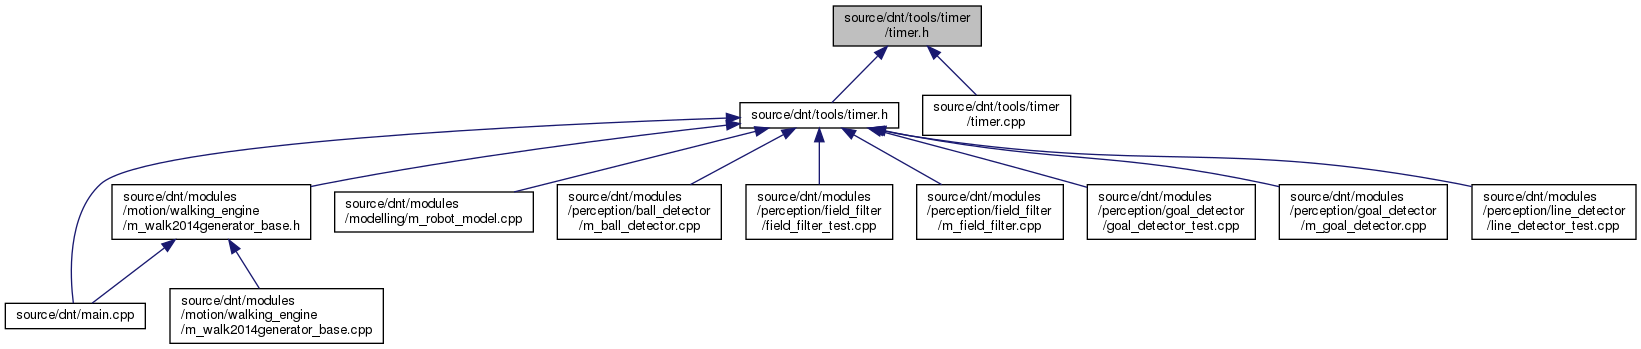 source/dnt/tools/timer
/timer.h
source/dnt/tools/timer.h
source/dnt/tools/timer
/timer.cpp
source/dnt/modules
/motion/walking_engine
/m_walk2014generator_base.h
source/dnt/modules
/modelling/m_robot_model.cpp
source/dnt/modules
/perception/ball_detector
/m_ball_detector.cpp
source/dnt/modules
/perception/field_filter
/field_filter_test.cpp
source/dnt/modules
/perception/field_filter
/m_field_filter.cpp
source/dnt/modules
/perception/goal_detector
/goal_detector_test.cpp
source/dnt/modules
/perception/goal_detector
/m_goal_detector.cpp
source/dnt/modules
/perception/line_detector
/line_detector_test.cpp
source/dnt/main.cpp
source/dnt/modules
/motion/walking_engine
/m_walk2014generator_base.cpp